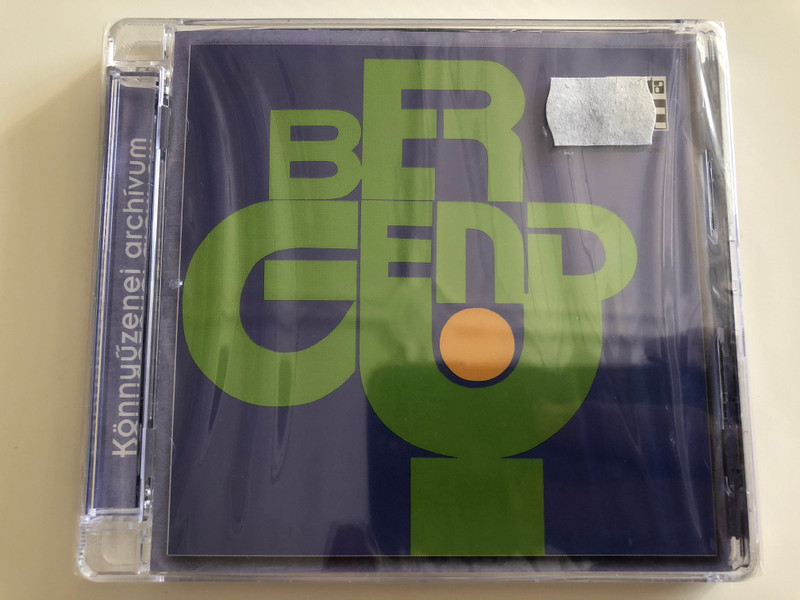 Könnyűzenei archívum
BER
GEND
U
I